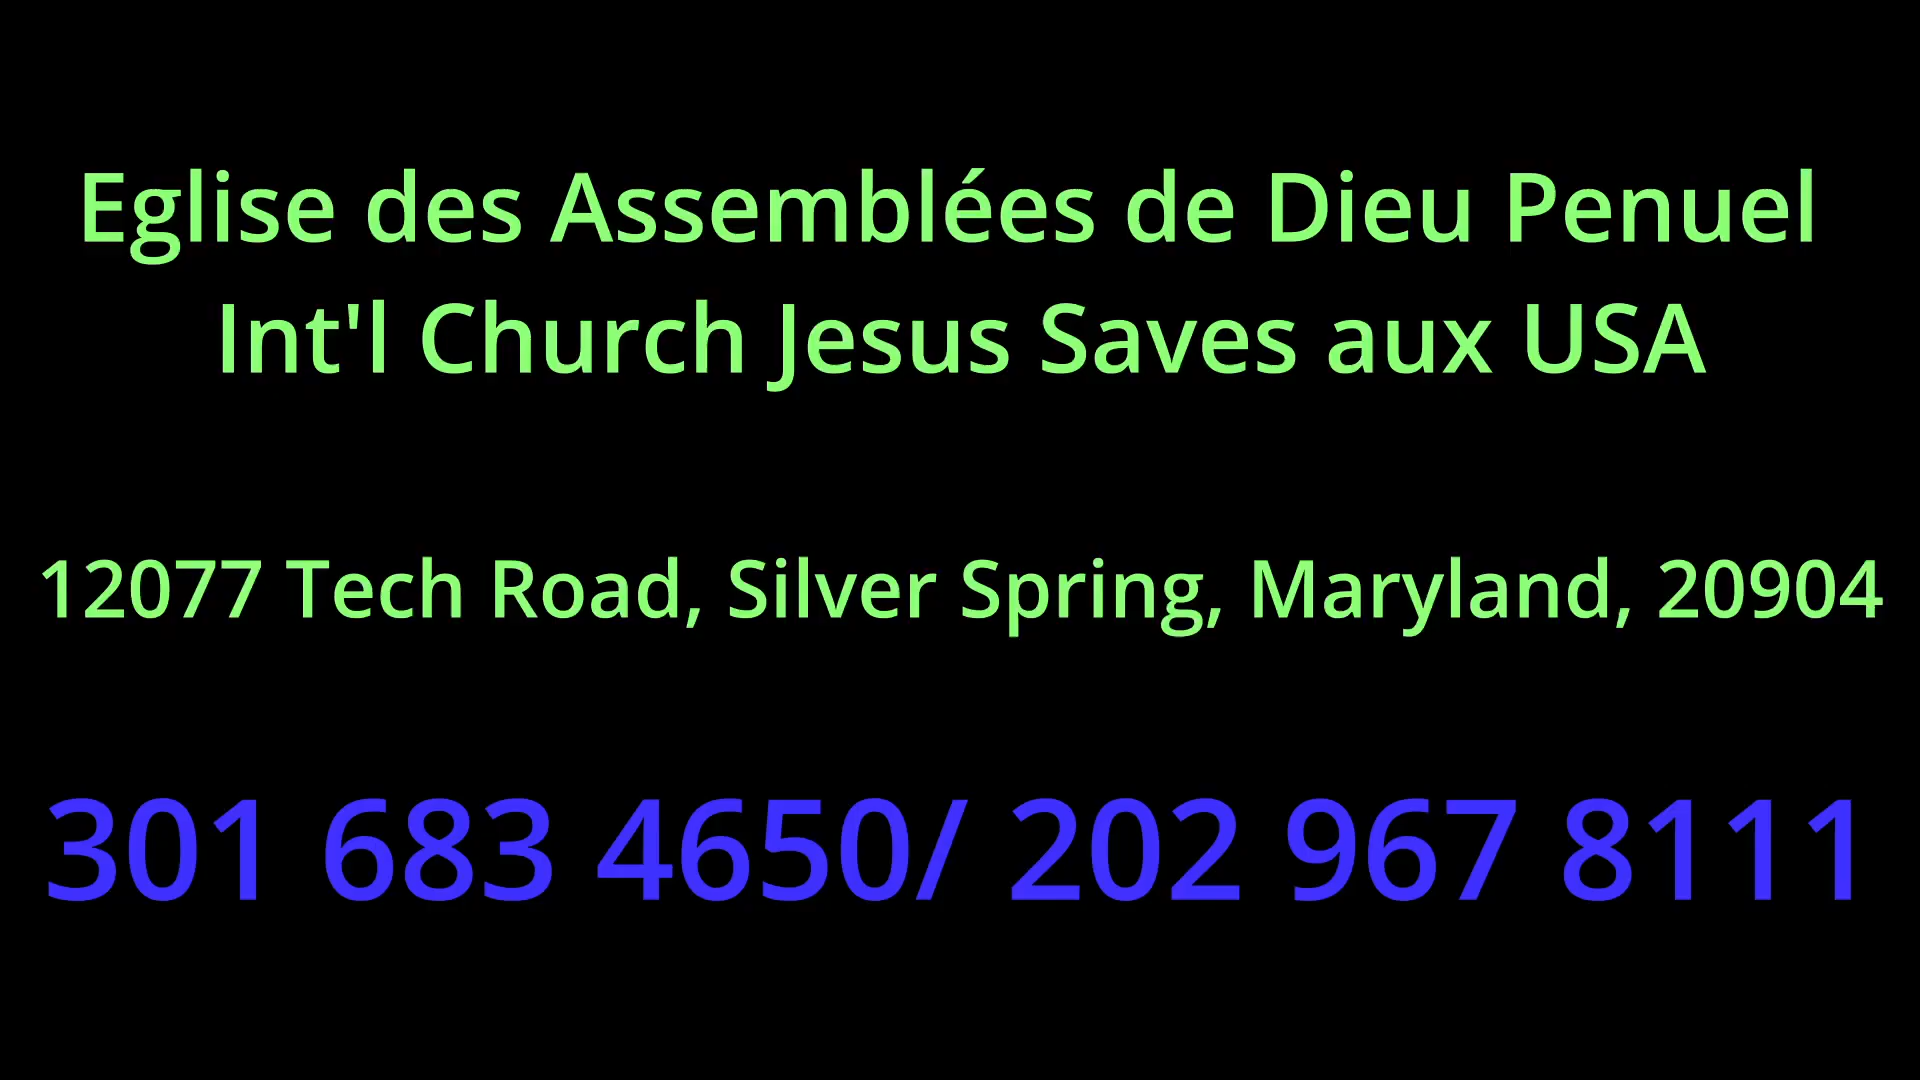 Eglise des Assemblées de Dieu Penuel
Int'l Church Jesus Saves aux USA
12077 Tech Road, Silver Spring, Maryland, 20904
301 683 4650/ 202 967 8111